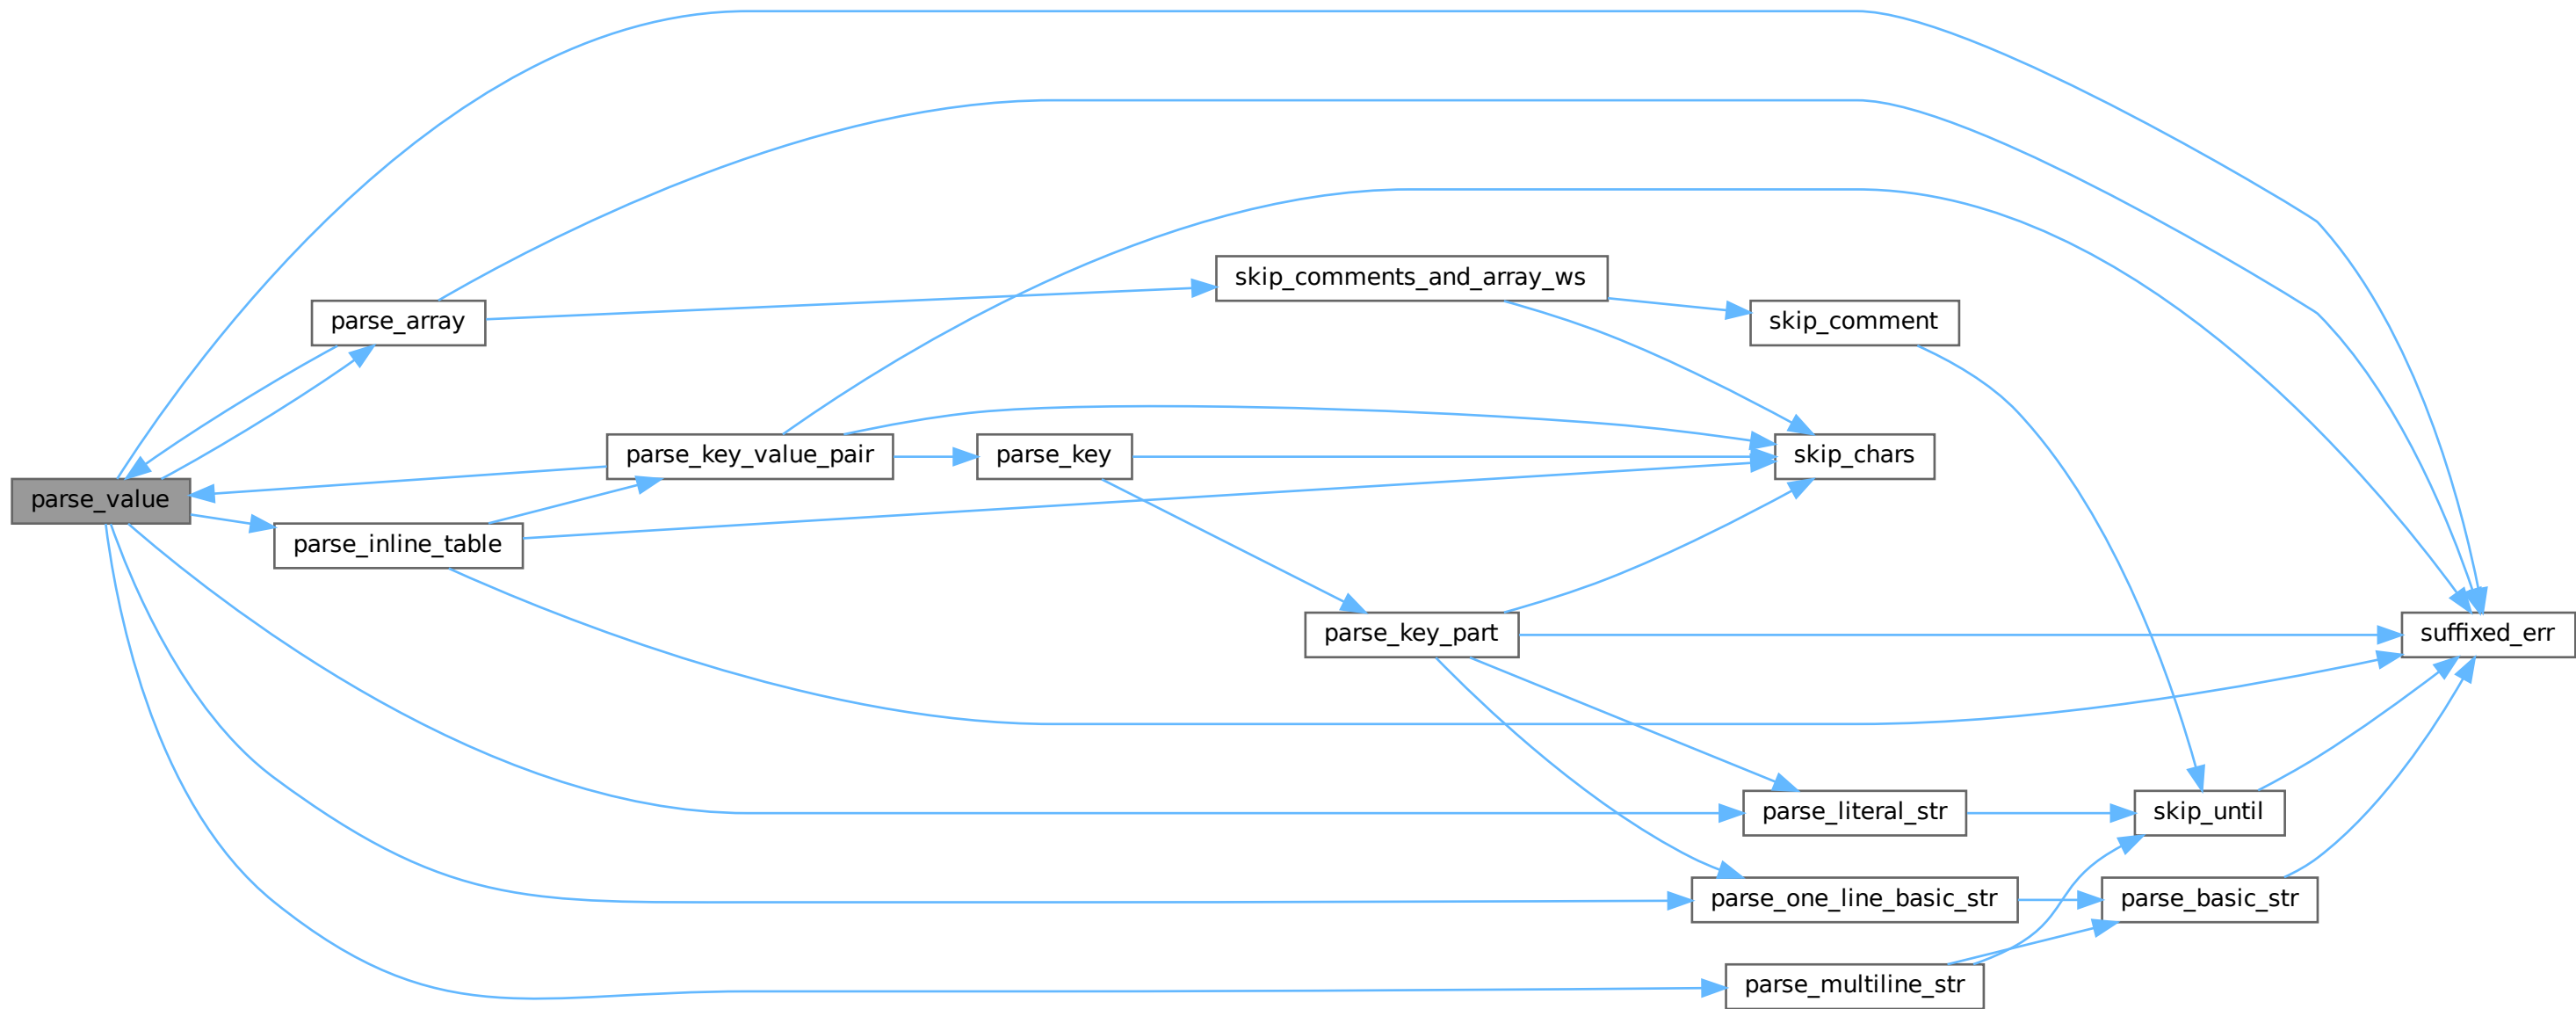 skip_comments_and_array_ws
parse_array
skip_comment
parse_key_value_pair
parse_key
skip_chars
parse_value
parse_inline_table
parse_key_part
suffixed_err
parse_literal_str
skip_until
parse_one_line_basic_str
parse_basic_str
parse_multiline_str